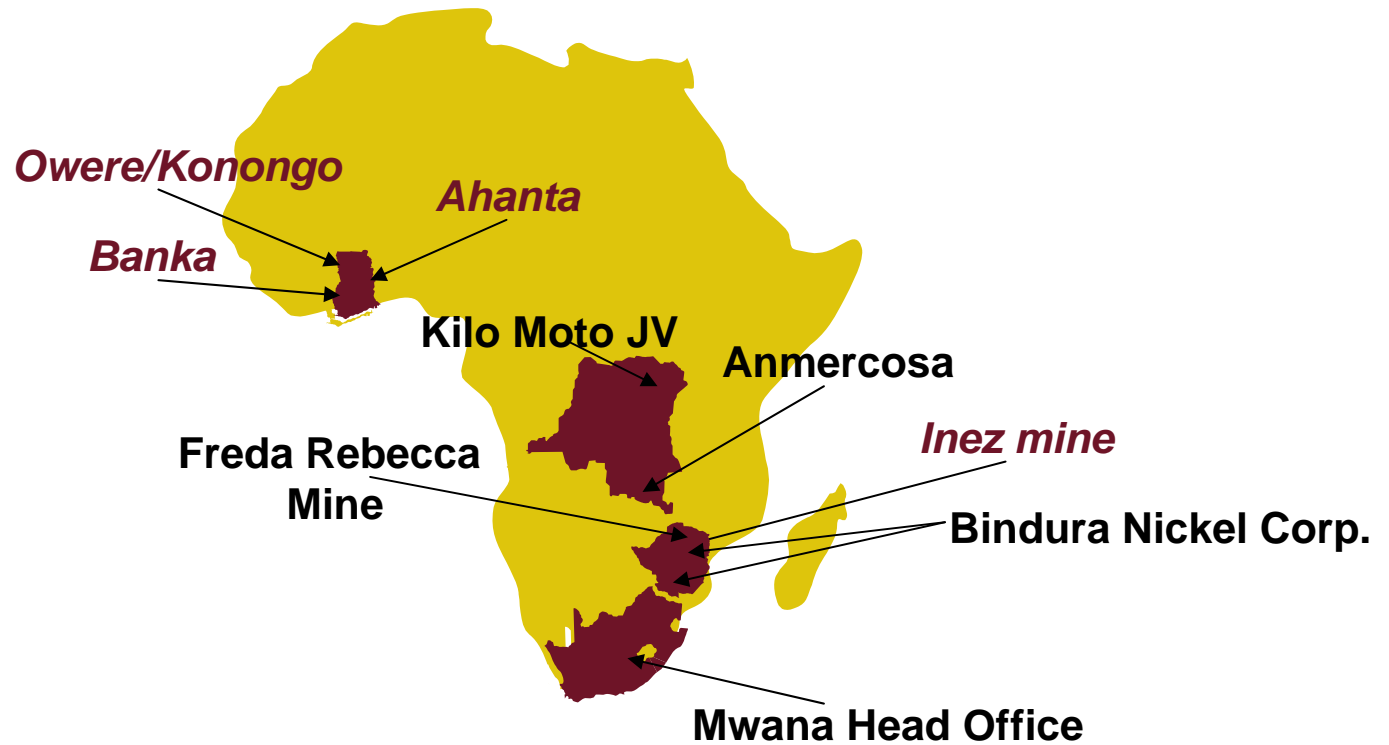 Owere/Konongo
Ahanta
Banka
Kilo Moto JV
Anmercosa
Inez mine
Freda Rebecca
Mine
Bindura Nickel Corp.
Mwana Head Office